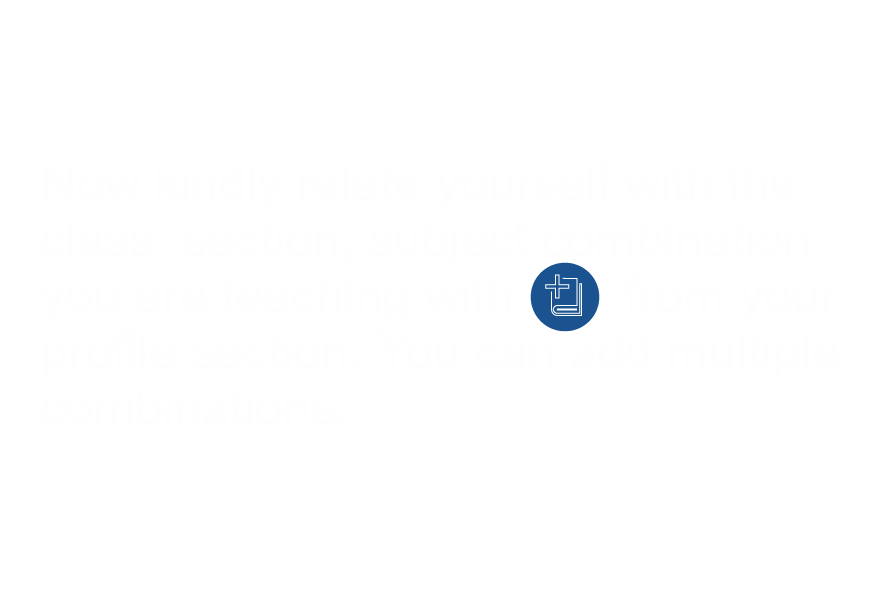 Now kindly relate yourself with the
class, section, subject combination
you are teaching with from your
profile section. You can add multiple
combinations.